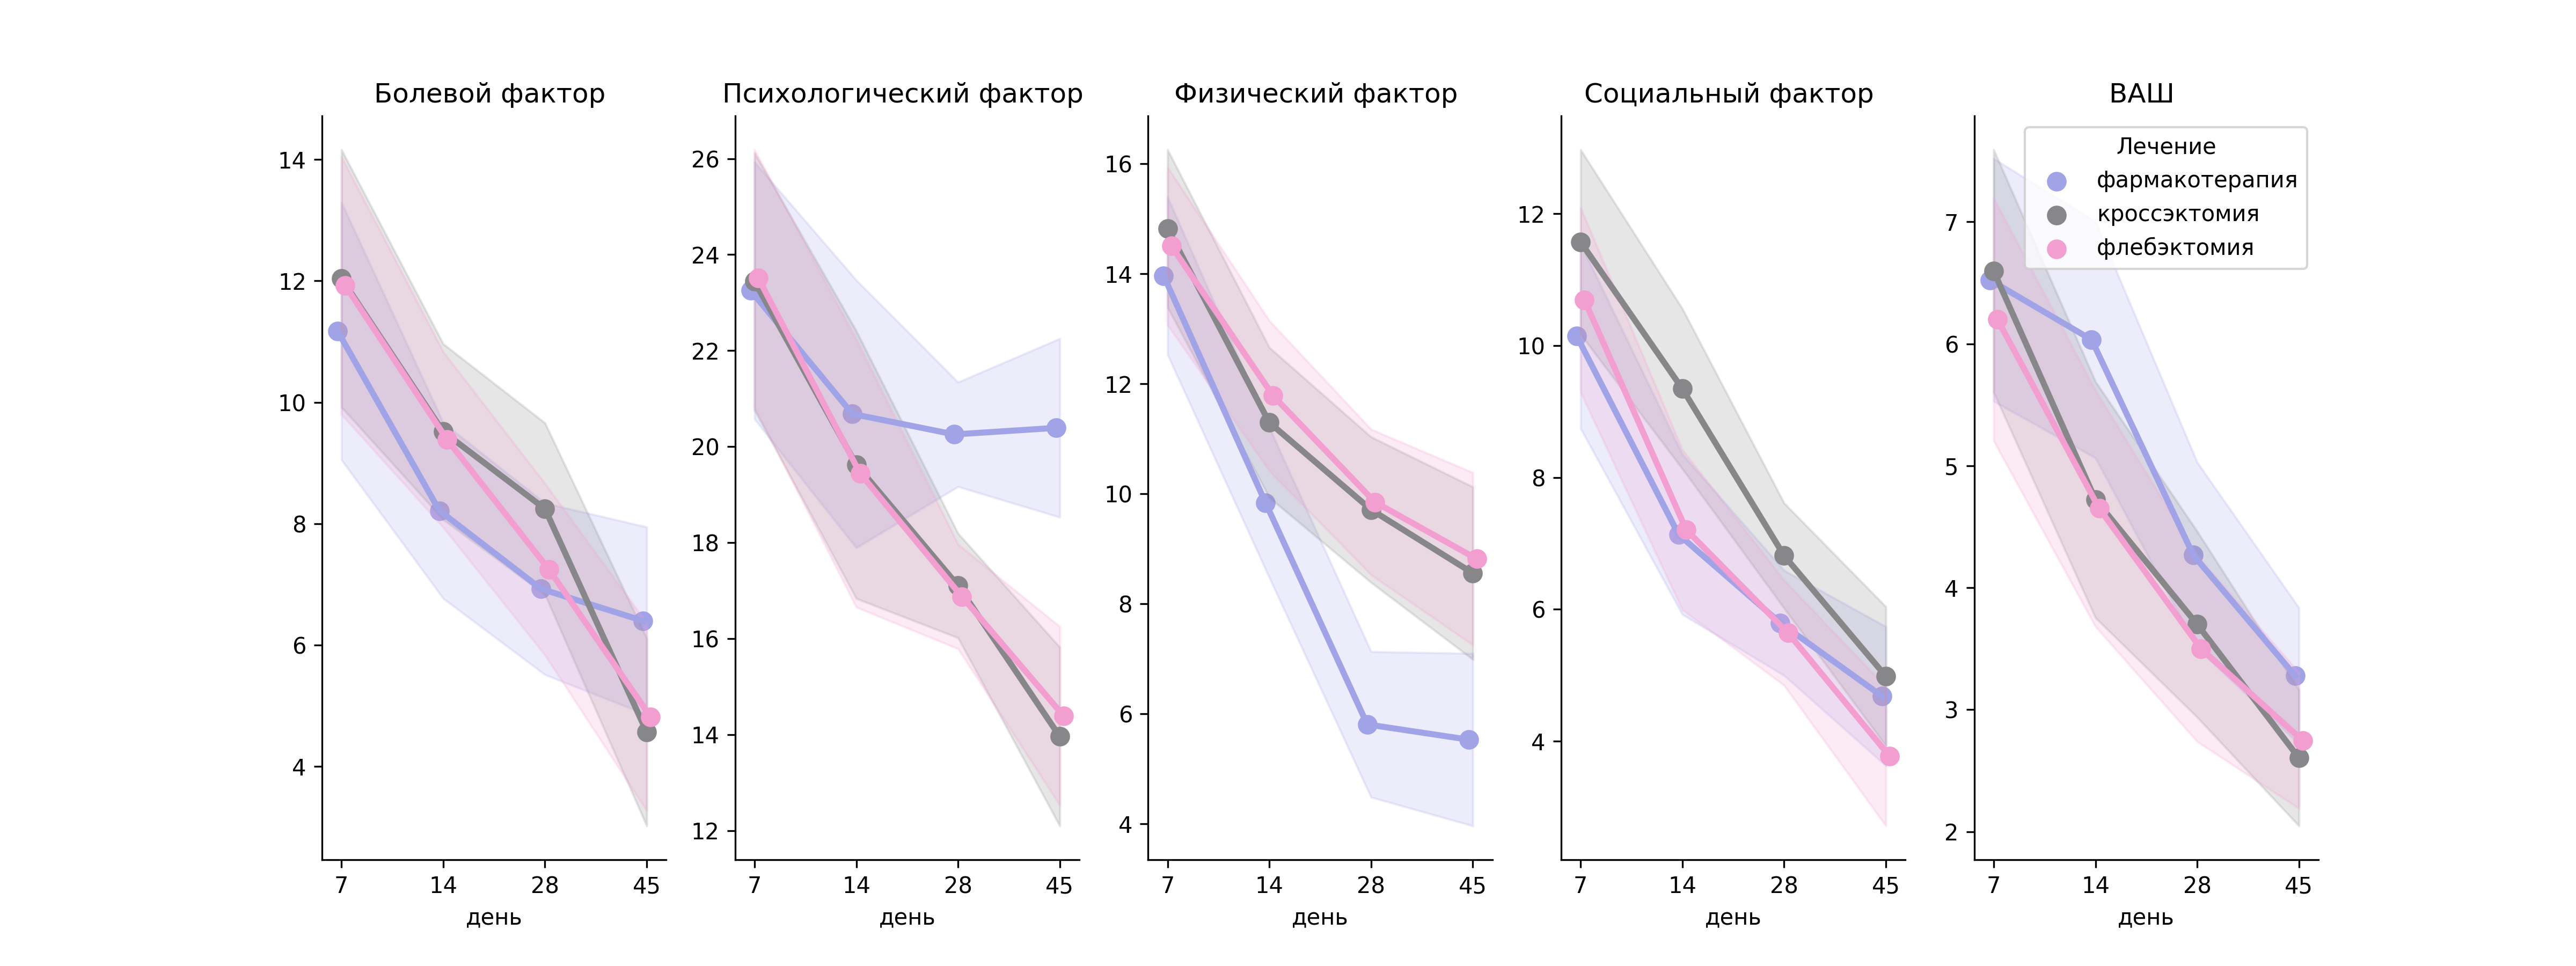 Болевой фактор
14
12
10
8
6
4
7 14 28 45
день
Психологический фактор
26
24
22
20
18
16
14
12
7 14 28 45
день
Физический фактор
16
14
12
10
8
6
4
7 14 28 45
день
Социальный фактор
12
10
8
6
4
7 14 28 45
день
ВАШ
7
6
5
4
3
2
7 14 28 45
день
Лечение
фармакотерапия
кроссэктомия
флебэктомия